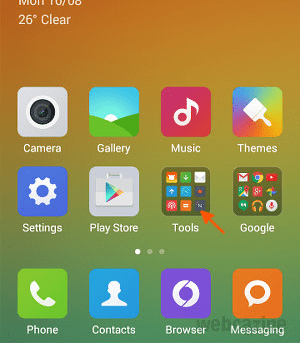 Mon 10/08
26° Clear
Camera Gallery Music Themes
Settings Play Store Tools Google
Phone Contacts Browser Messaging
webcazine